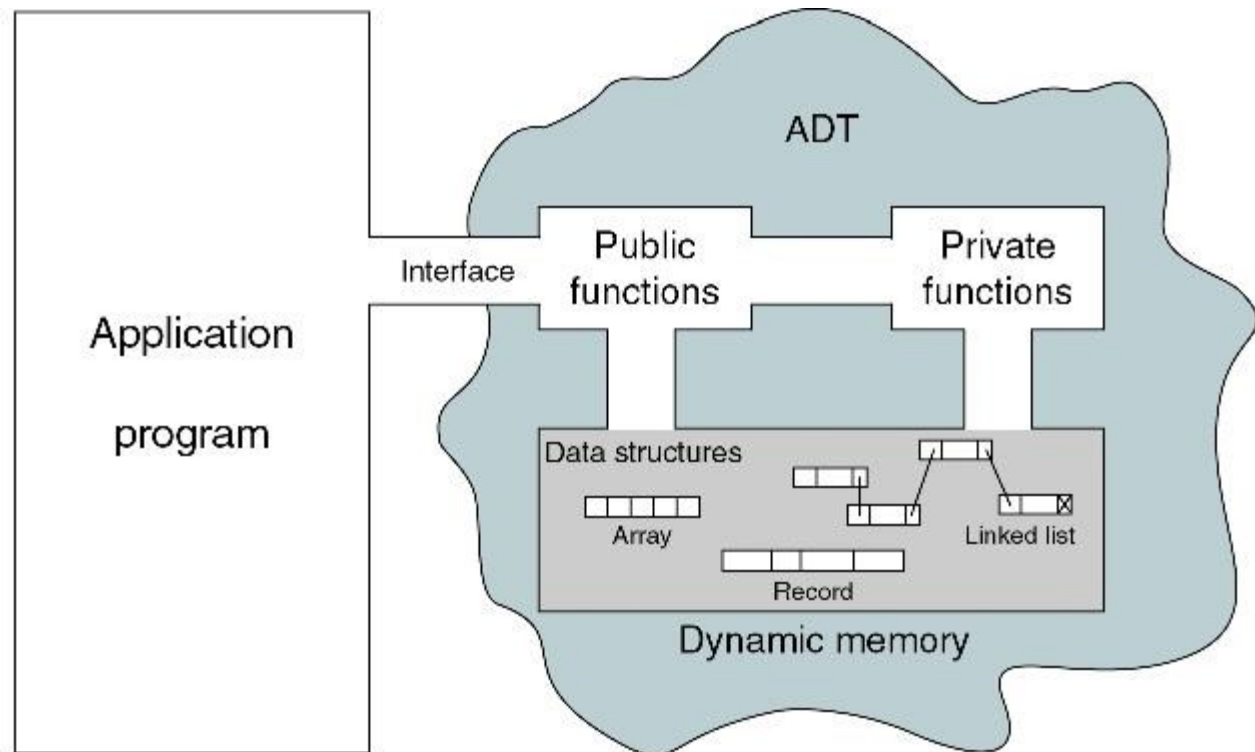 Application
program
Interface
ADT
Public
functions
Private
functions
Data structures
Array
Linked list
Record
Dynamic memory